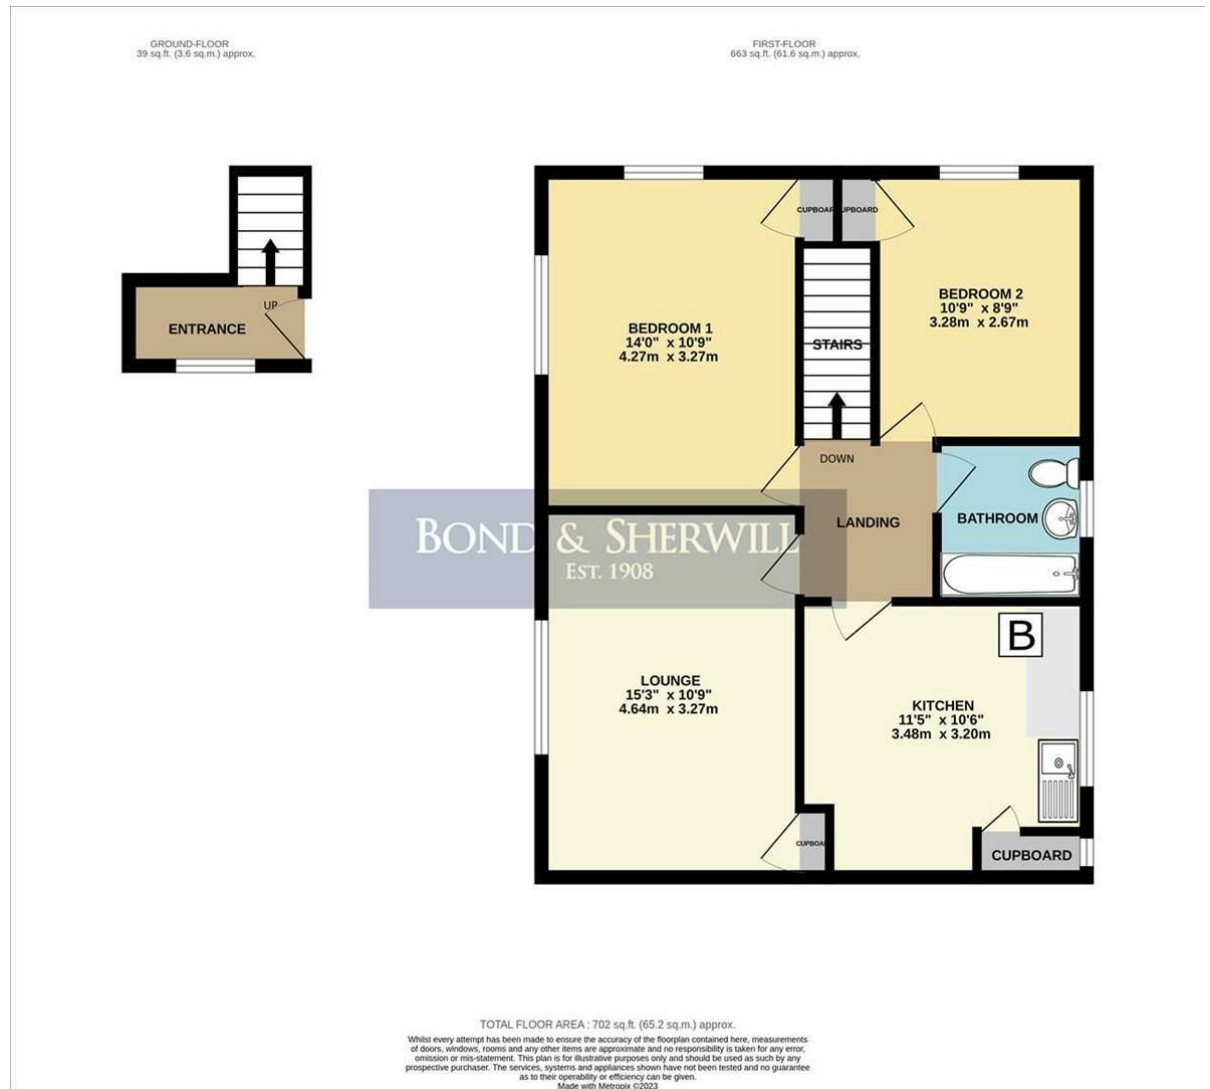 GROUND-FLOOR
39 sq.ft. (3.6 sq.m.) approx.
FIRST-FLOOR
663 sq.ft. (61.6 sq.m.) approx.
UP
ENTRANCE
CUPBOAR
UPBOARD
BEDROOM 1
14'0" x 10'9"
4.27m x 3.27m
STAIRS
BEDROOM 2
10'9" x 8'9"
3.28m x 2.67m
DOWN
LANDING
BATHROOM
BOND & SHERWILL
EST. 1908
B
LOUNGE
15'3" x 10'9"
4.64m x 3.27m
KITCHEN
11'5" x 10'6"
3.48m x 3.20m
CUPBOA
CUPBOARD
TOTAL FLOOR AREA : 702 sq.ft. (65.2 sq.m.) approx.
Whilst every attempt has been made to ensure the accuracy of the floorplan contained here, measurements
of doors, windows, rooms and any other items are approximate and no responsibility is taken for any error,
omission or mis-statement. This plan is for illustrative purposes only and should be used as such by any
prospective purchaser. The services, systems and appliances shown have not been tested and no guarantee
as to their operability or efficiency can be given.
Made with Metropix ©2023